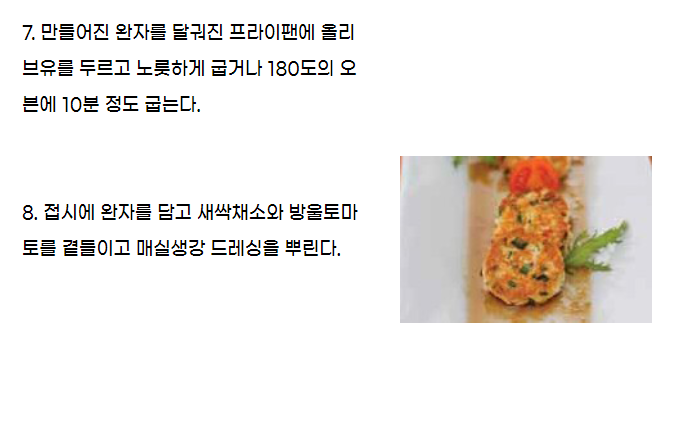 7. 만들어진 완자를 달궈진 프라이팬에 올리
브유를 두르고 노릇하게 굽거나 180도의 오
븐에 10분 정도 굽는다.
8. 접시에 완자를 담고 새싹채소와 방울토마
토를 곁들이고 매실생강 드레싱을 뿌린다.